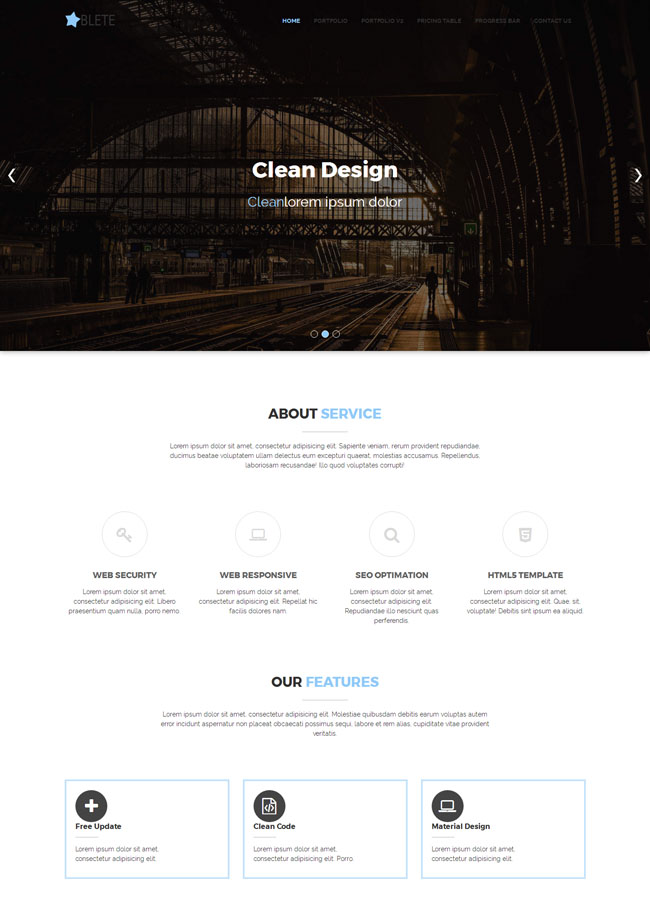 BLETE
HOME PORTFOLIO PORTFOLIO V2 PRICING TABLE PROGRESS BAR CONTACT US
Clean Design
Cleanlorem ipsum dolor
ABOUT SERVICE
Lorem ipsum dolor sit amet, consectetur adipisicing elit. Sapiente veniam, rerum provident repudiandae,
ducimus beatae voluptatem ullam delectus eum excepturi quaerat, molestias accusamus. Repellendus,
laboriosam recusandae! Illo quod voluptates corrupti!
WEB SECURITY
Lorem ipsum dolor sit amet,
consectetur adipisicing elit. Libero
praesentium quam nulla, porro nemo.
WEB RESPONSIVE
Lorem ipsum dolor sit amet,
consectetur adipisicing elit. Repellat hic
facilis dolores nam.
SEO OPTIMATION
Lorem ipsum dolor sit amet,
consectetur adipisicing elit.
Repudiandae illo nesciunt quas
perferendis.
HTML5 TEMPLATE
Lorem ipsum dolor sit amet,
consectetur adipisicing elit. Quae, sit,
voluptate! Debitis sint ipsum ea aliquid.
OUR FEATURES
Lorem ipsum dolor sit amet, consectetur adipisicing elit. Molestiae quibusdam debitis earum voluptas autem
error incidunt aspernatur non placeat obcaecati possimus sequi, labore et rem alias, cupiditate vitae provident
veritatis.
Free Update
Lorem ipsum dolor sit amet,
consectetur adipisicing elit.
Clean Code
Lorem ipsum dolor sit amet,
consectetur adipisicing elit. Porro.
Material Design
Lorem ipsum dolor sit amet,
consectetur adipisicing elit.